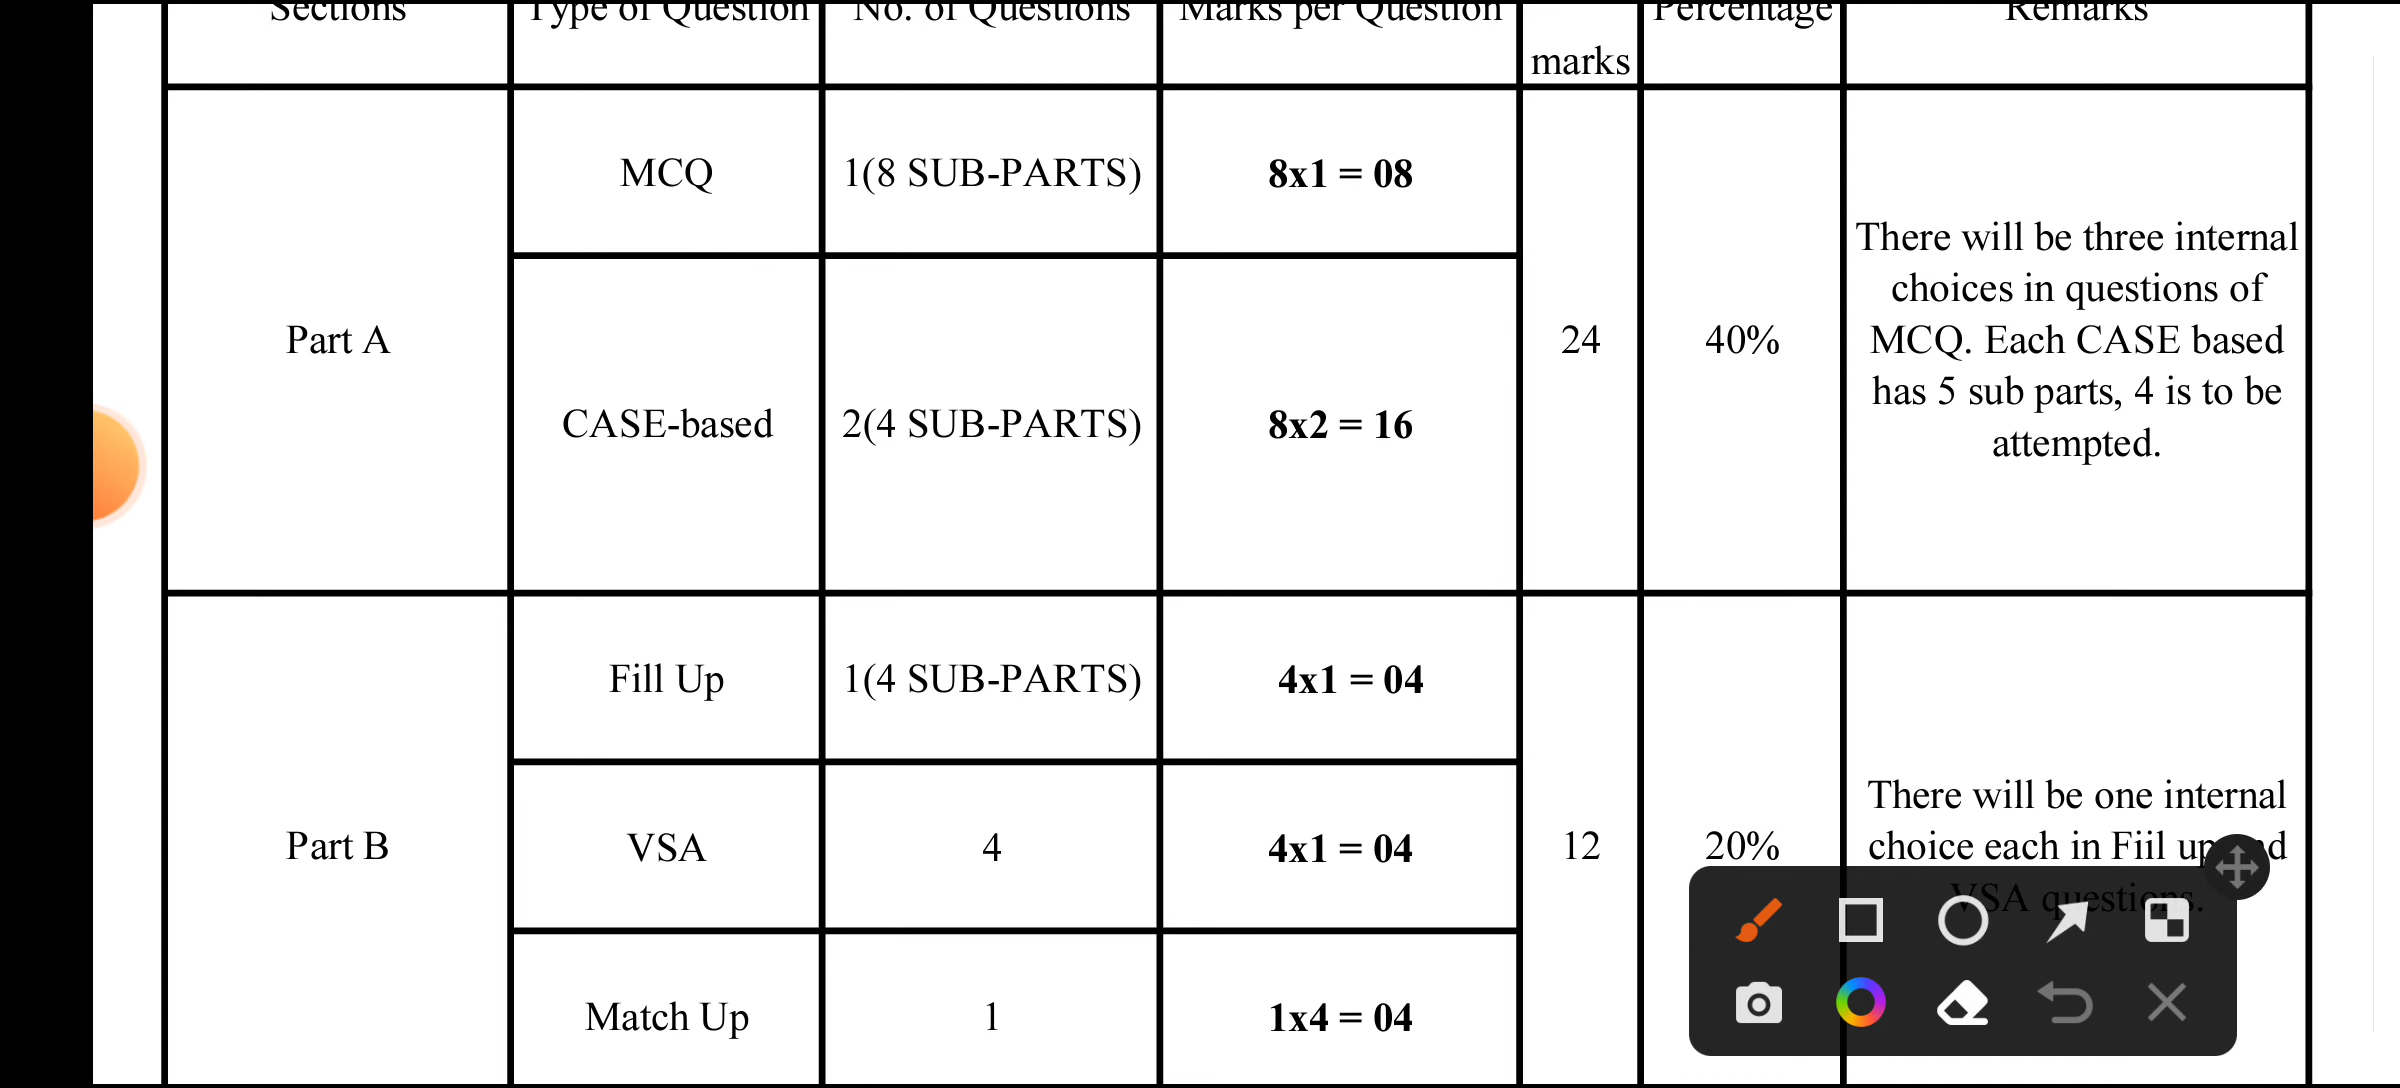 Sections Type of Question No. of Questions Marks per Question Percentage Remarks
marks
Part A
MCQ 1(8 SUB-PARTS) 8x1 = 08
CASE-based 2(4 SUB-PARTS) 8x2 = 16
24 40%
There will be three internal
choices in questions of
MCQ. Each CASE based
has 5 sub parts, 4 is to be
attempted.
Part B
Fill Up 1(4 SUB-PARTS) 4x1 = 04
VSA 4 4x1 = 04
Match Up 1 1x4 = 04
12 20%
There will be one internal
choice each in Fiil up and
VSA questions.